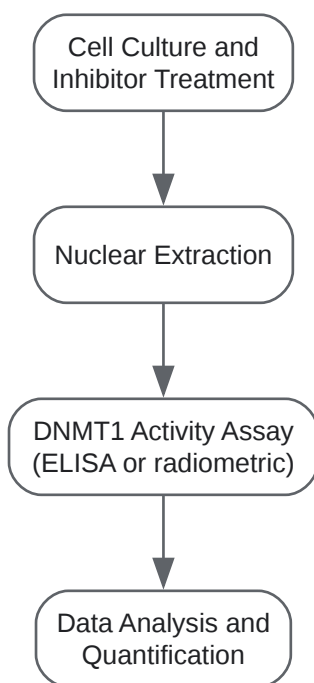 Cell Culture and
Inhibitor Treatment
Nuclear Extraction
DNMT1 Activity Assay
(ELISA or radiometric)
Data Analysis and
Quantification